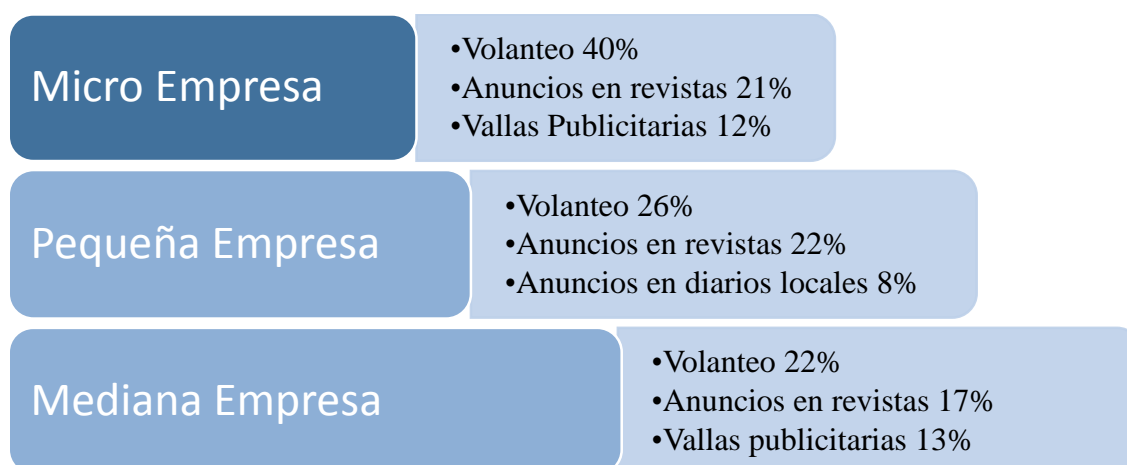 Micro Empresa
•Volanteo 40%
•Anuncios en revistas 21%
•Vallas Publicitarias 12%
Pequeña Empresa
•Volanteo 26%
•Anuncios en revistas 22%
•Anuncios en diarios locales 8%
Mediana Empresa
•Volanteo 22%
•Anuncios en revistas 17%
•Vallas publicitarias 13%